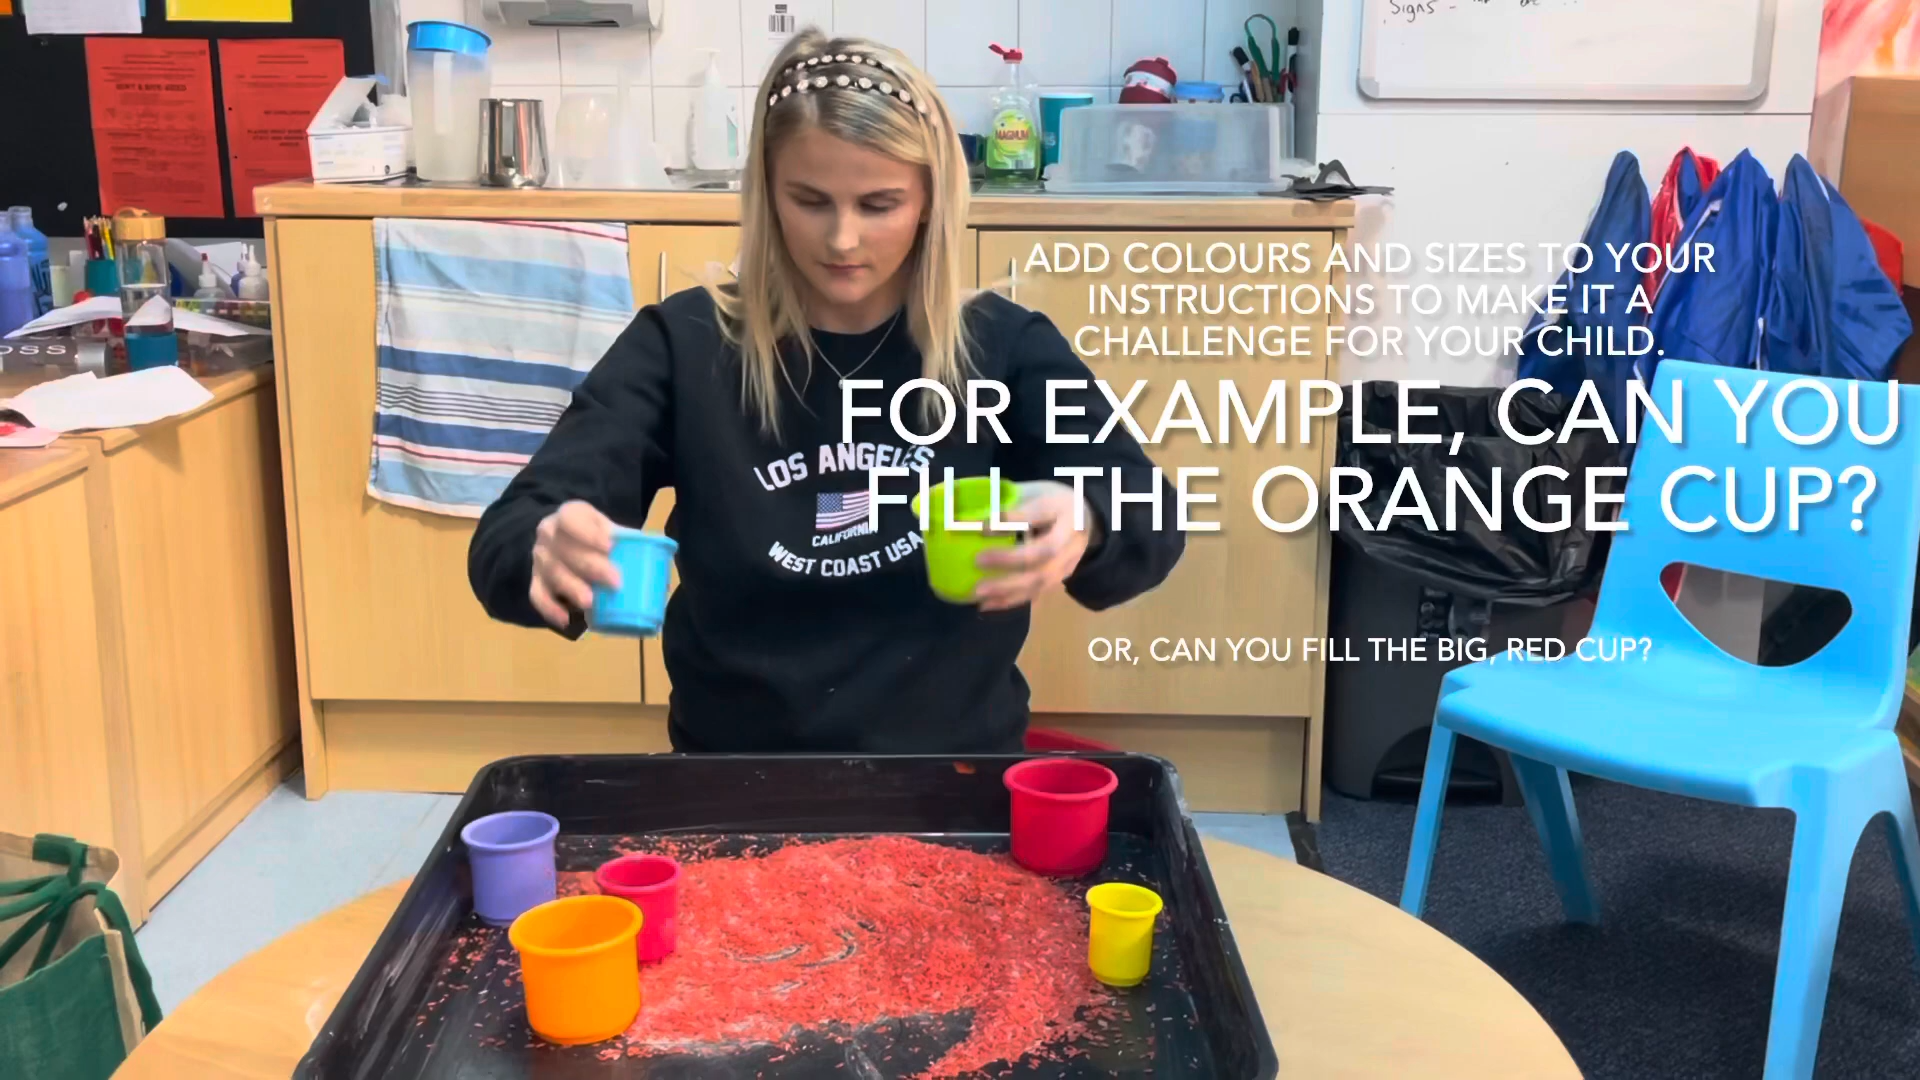 Signs -
ADD COLOURS AND SIZES TO YOUR
INSTRUCTIONS TO MAKE IT A
CHALLENGE FOR YOUR CHILD.
FOR EXAMPLE, CAN YOU
FILL THE ORANGE CUP?
OR, CAN YOU FILL THE BIG, RED CUP?
LOS ANGELES
CALIFORNIA
WEST COAST USA
MAGNUM
OSS